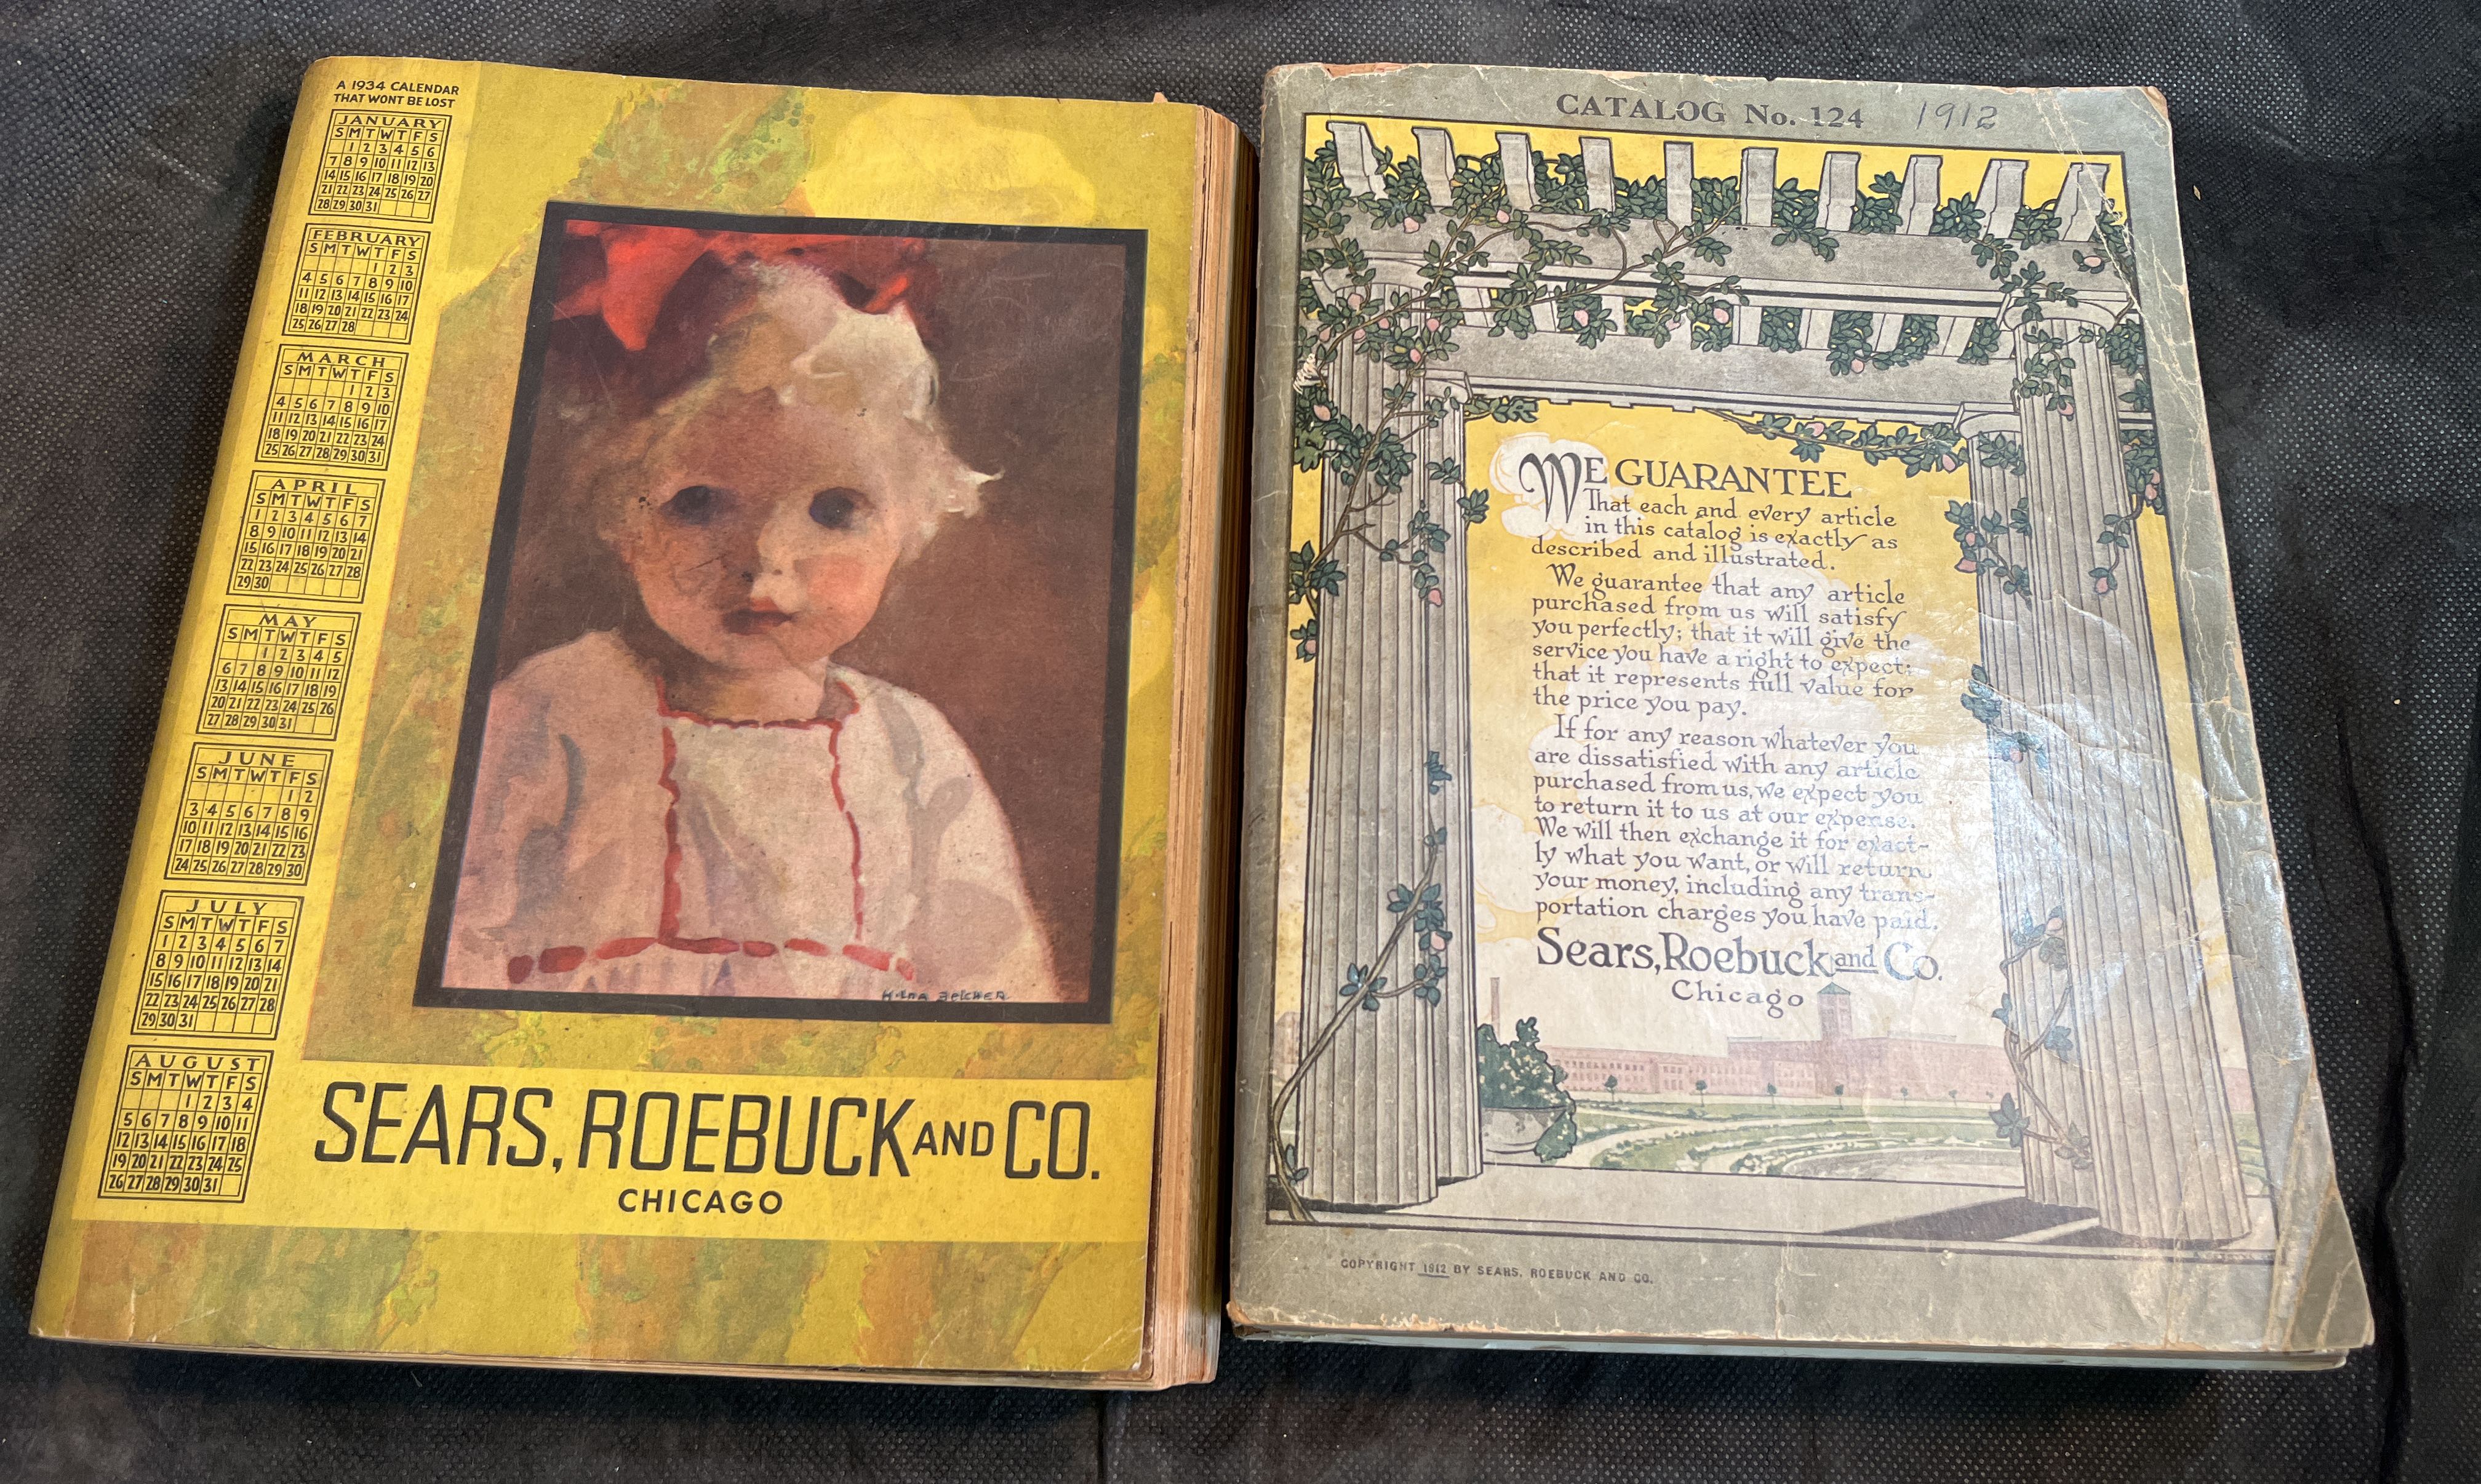 A 1934 CALENDAR
THAT WONT BE LOST
JANUARY
S M T W T F S
1 2 3 4 5 6
7 8 9 10 11 12 13
14 15 16 17 18 19 20
21 22 23 24 25 26 27
28 29 30 31
FEBRUARY
S M T W T F S
1 2 3
4 5 6 7 8 9 10
11 12 13 14 15 16 17
18 19 20 21 22 23 24
25 26 27 28
MARCH
S M T W T F S
1 2 3
4 5 6 7 8 9 10
11 12 13 14 15 16 17
18 19 20 21 22 23 24
25 26 27 28 29 30 31
APRIL
S M T W T F S
1 2 3 4 5 6 7
8 9 10 11 12 13 14
15 16 17 18 19 20 21
22 23 24 25 26 27 28
29 30
MAY
S M T W T F S
1 2 3 4 5
6 7 8 9 10 11 12
13 14 15 16 17 18 19
20 21 22 23 24 25 26
27 28 29 30 31
JUNE
S M T W T F S
1 2
3 4 5 6 7 8 9
10 11 12 13 14 15 16
17 18 19 20 21 22 23
24 25 26 27 28 29 30
JULY
S M T W T F S
1 2 3 4 5 6 7
8 9 10 11 12 13 14
15 16 17 18 19 20 21
22 23 24 25 26 27 28
29 30 31
AUGUST
S M T W T F S
1 2 3 4
5 6 7 8 9 10 11
12 13 14 15 16 17 18
19 20 21 22 23 24 25
26 27 28 29 30 31
HILDA BELCHER
SEARS, ROEBUCK AND CO.
CHICAGO
CATALOG No. 124 1912
WE GUARANTEE
That each and every article
in this catalog is exactly as
described and illustrated.
We guarantee that any article
purchased from us will satisfy
you perfectly; that it will give the
service you have a right to expect;
that it represents full value for
the price you pay.
If for any reason whatever you
are dissatisfied with any article
purchased from us, we expect you
to return it to us at our expense.
We will then exchange it for exact-
ly what you want, or will return
your money, including any trans-
portation charges you have paid.
Sears, Roebuck and Co.
Chicago
COPYRIGHT 1912 BY SEARS, ROEBUCK AND CO.